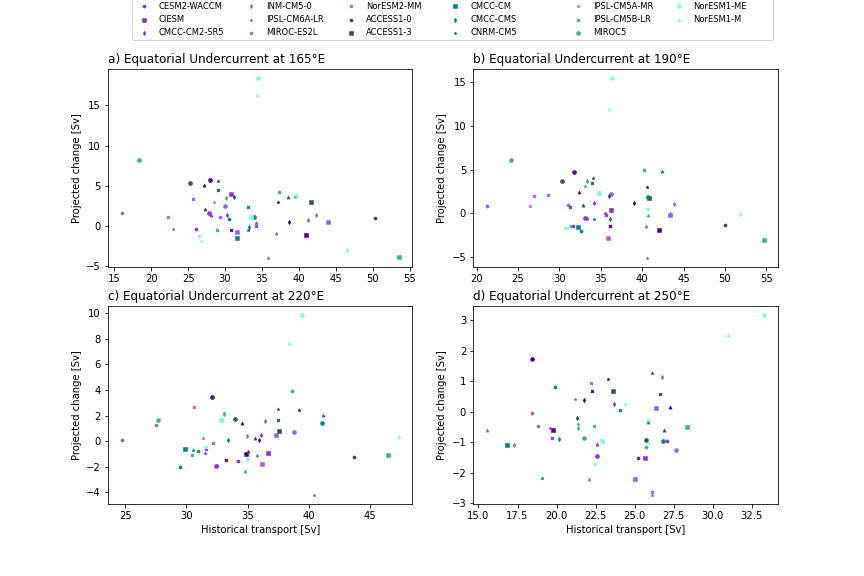 CESM2-WACCM INM-CM5-0 NorESM2-MM CMCC-CM IPSL-CM5A-MR NorESM1-ME
CIESM IPSL-CM6A-LR ACCESS1-0 CMCC-CMS IPSL-CM5B-LR NorESM1-M
CMCC-CM2-SR5 MIROC-ES2L ACCESS1-3 CNRM-CM5 MIROC5
a) Equatorial Undercurrent at 165°E
b) Equatorial Undercurrent at 190°E
Projected change [Sv]
15
10
5
0
−5
15 20 25 30 35 40 45 50 55
Projected change [Sv]
15
10
5
0
−5
20 25 30 35 40 45 50 55
c) Equatorial Undercurrent at 220°E
d) Equatorial Undercurrent at 250°E
Projected change [Sv]
10
8
6
4
2
0
−2
−4
25 30 35 40 45
Historical transport [Sv]
Projected change [Sv]
3
2
1
0
−1
−2
−3
15.0 17.5 20.0 22.5 25.0 27.5 30.0 32.5
Historical transport [Sv]